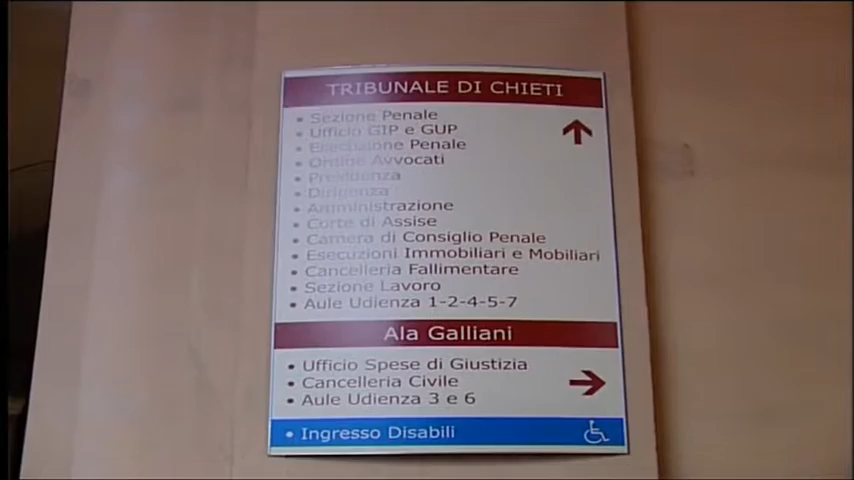 TRIBUNALE DI CHIETI
• Sezione Penale
• Ufficio GIP e GUP
• Esecuzione Penale
• Ordine Avvocati
• Presidenza
• Dirigenza
• Amministrazione
• Corte di Assise
• Camera di Consiglio Penale
• Esecuzioni Immobiliari e Mobiliari
• Cancelleria Fallimentare
• Sezione Lavoro
• Aule Udienza 1-2-4-5-7
Ala Galliani
• Ufficio Spese di Giustizia
• Cancelleria Civile
• Aule Udienza 3 e 6
• Ingresso Disabili